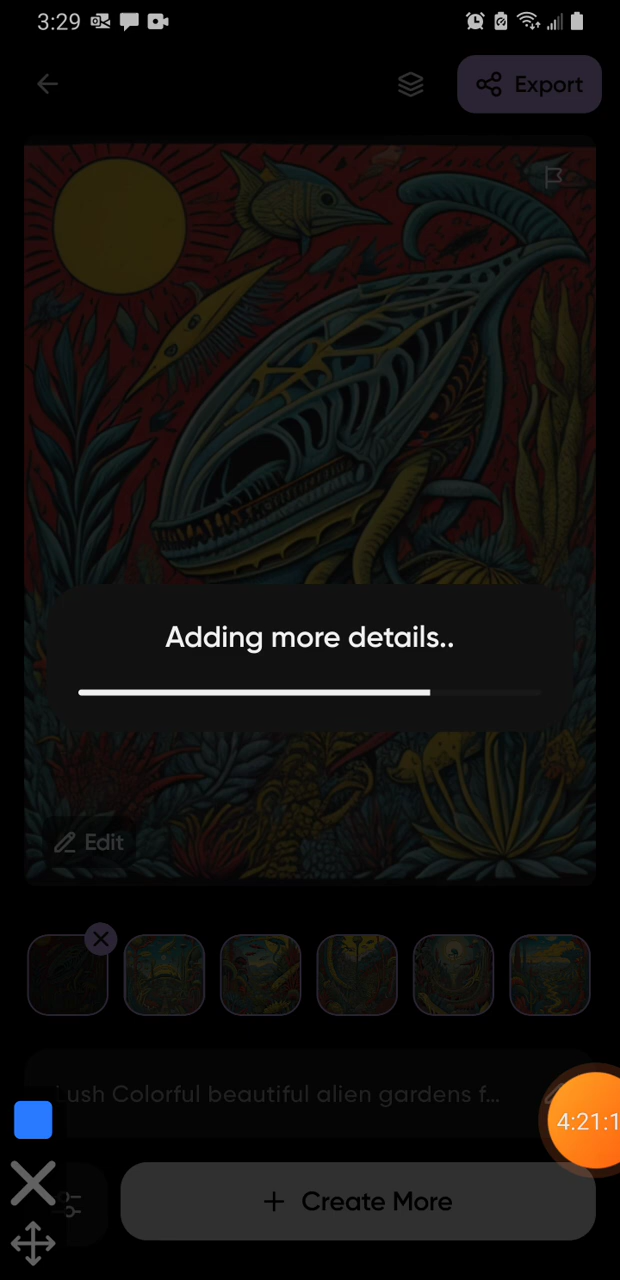 3:29
Export
Adding more details..
Edit
ush Colorful beautiful alien gardens f...
4:21:1
Create More